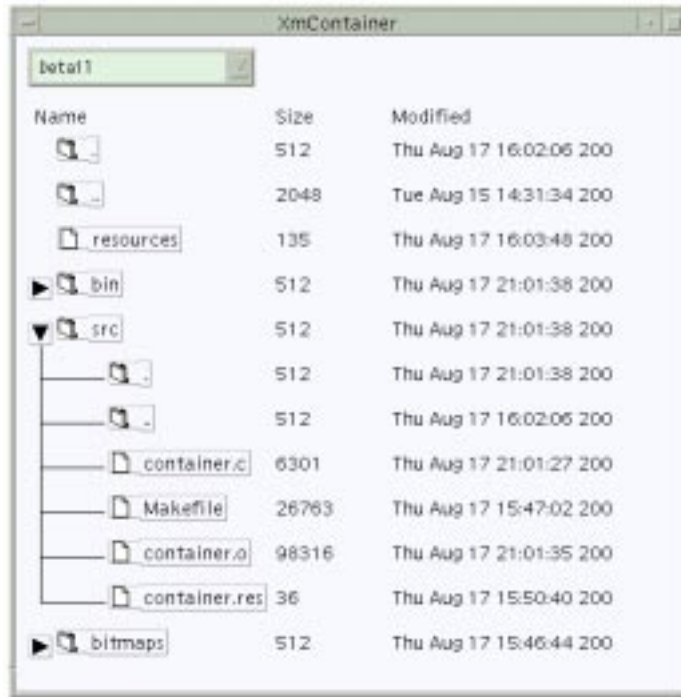 XmContainer
beta11
Name Size Modified
. 512 Thu Aug 17 16:02:06 200
.. 2048 Tue Aug 15 14:31:34 200
resources 135 Thu Aug 17 16:03:48 200
bin 512 Thu Aug 17 21:01:38 200
src 512 Thu Aug 17 21:01:38 200
. 512 Thu Aug 17 21:01:38 200
. 512 Thu Aug 17 16:02:06 200
container.c 6301 Thu Aug 17 21:01:27 200
Makefile 26763 Thu Aug 17 15:47:02 200
container.o 98316 Thu Aug 17 21:01:35 200
container.res 36 Thu Aug 17 15:50:40 200
bitmaps 512 Thu Aug 17 15:46:44 200